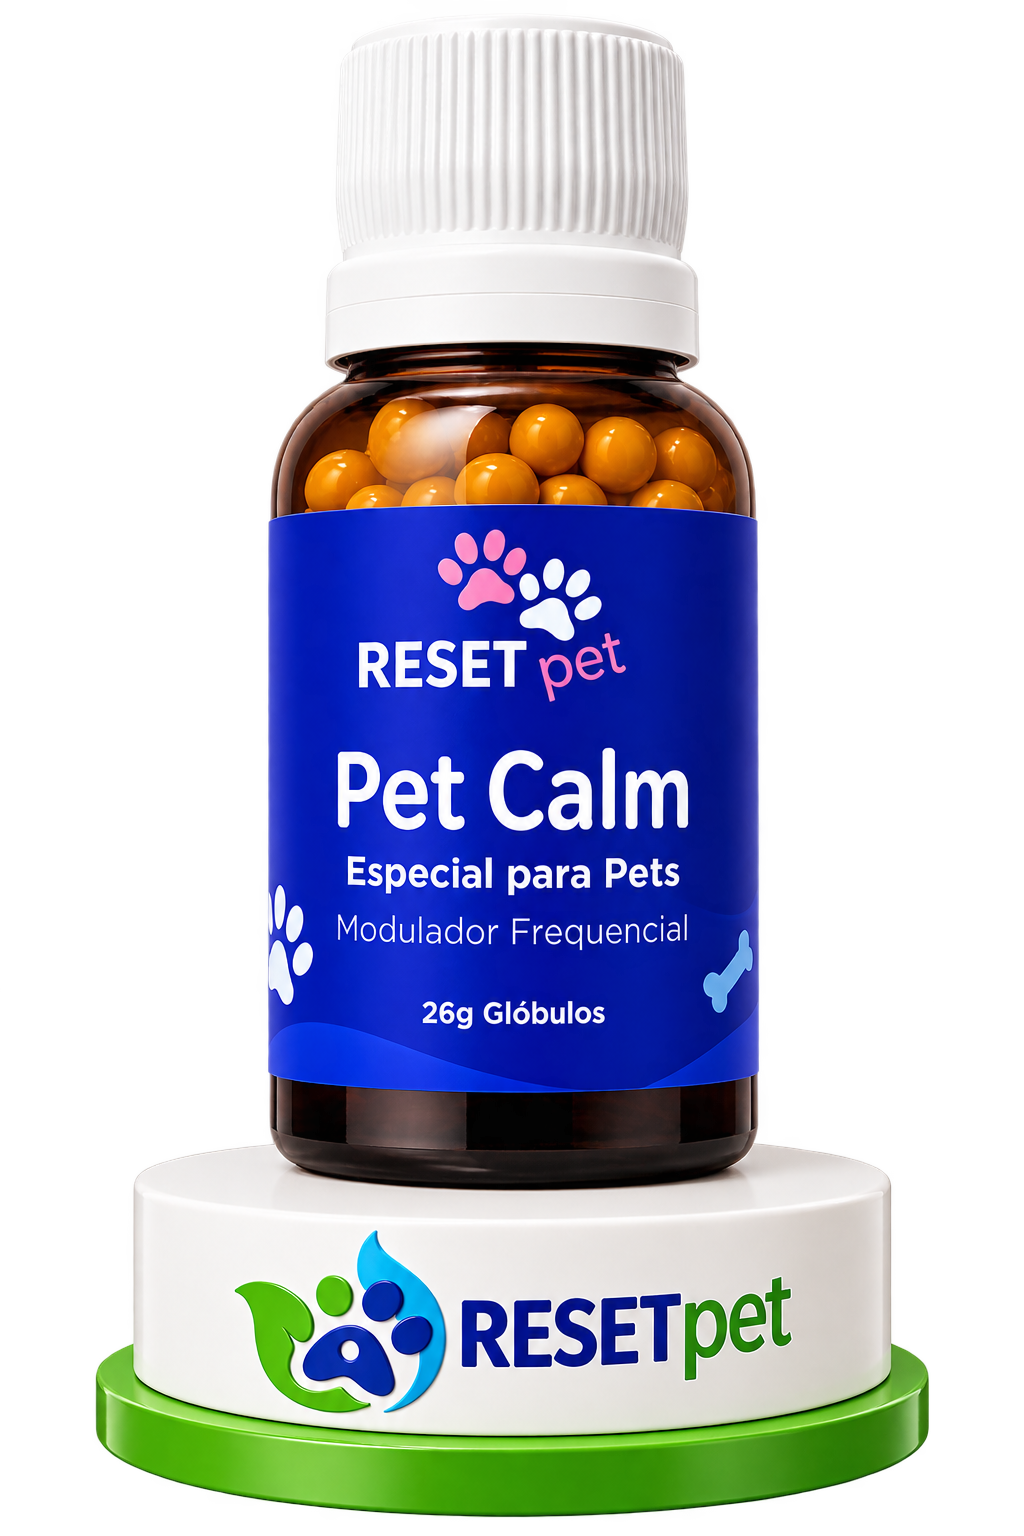 RESET pet
Pet Calm
Especial para Pets
Modulador Frequencial
26g Glóbulos
RESETpet